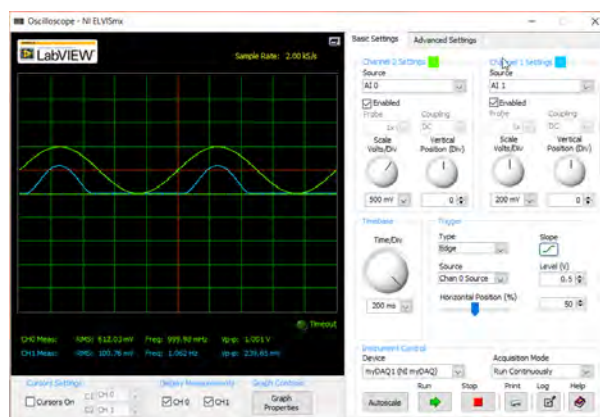 Oscilloscope - NI ELVISmx
LabVIEW
Sample Rate: 2.00 kS/s
Basic Settings Advanced Settings
Channel 0 Settings Channel 1 Settings
Source Source
AI 0 AI 1
Enabled Enabled
Probe Coupling Probe Coupling
1x DC 1x DC
Scale Vertical Scale Vertical
Volts/Div Position (Div) Volts/Div Position (Div)
500 mV 0 200 mV 0
Timebase Trigger
Time/Div Type Slope
Edge
Source Level (V)
Chan 0 Source 0.5
Horizontal Position (%)
200 ms 50
Timeout
CH0 Meas: RMS: 612.03 mV Freq: Vp-p: 1.001 V
CH1 Meas: RMS: 100.76 mV Freq: 1.062 Hz Vp-p:
Instrument Control
Device Acquisition Mode
myDAQ1 (NI myDAQ) Run Continuously
Cursors Settings Display Measurements Graph Controls
Cursors On C1 CH 0 CH0 CH1 Graph
C2 CH 1 Properties
Run Stop Print Log Help
Autoscale